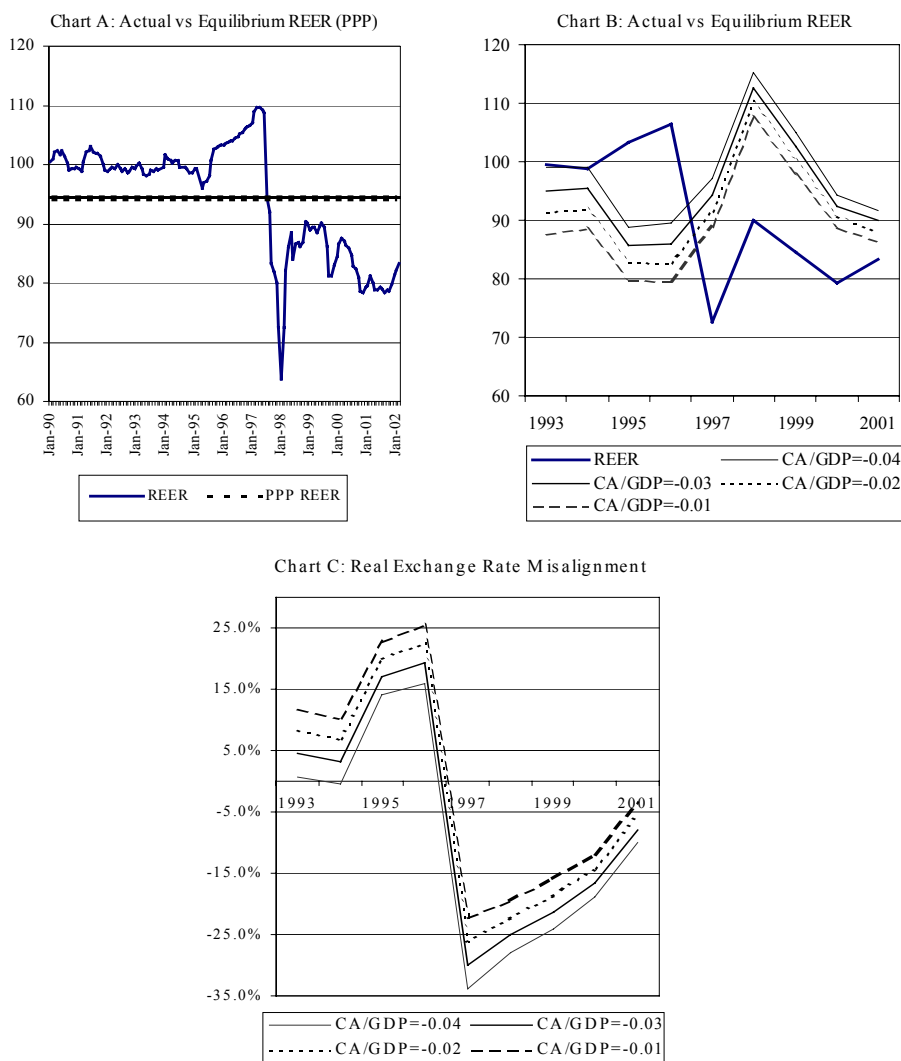 Chart A: Actual vs Equilibrium REER (PPP)
120
110
100
90
80
70
60
Jan-90
Jan-91
Jan-92
Jan-93
Jan-94
Jan-95
Jan-96
Jan-97
Jan-98
Jan-99
Jan-00
Jan-01
Jan-02
REER
PPP REER
Chart B: Actual vs Equilibrium REER
120
110
100
90
80
70
60
1993 1995 1997 1999 2001
REER CA/GDP=-0.04
CA/GDP=-0.03 CA/GDP=-0.02
CA/GDP=-0.01
Chart C: Real Exchange Rate Misalignment
25.0%
15.0%
5.0%
-5.0%
-15.0%
-25.0%
-35.0%
1993 1995 1997 1999 2001
CA/GDP=-0.04 CA/GDP=-0.03
CA/GDP=-0.02 CA/GDP=-0.01